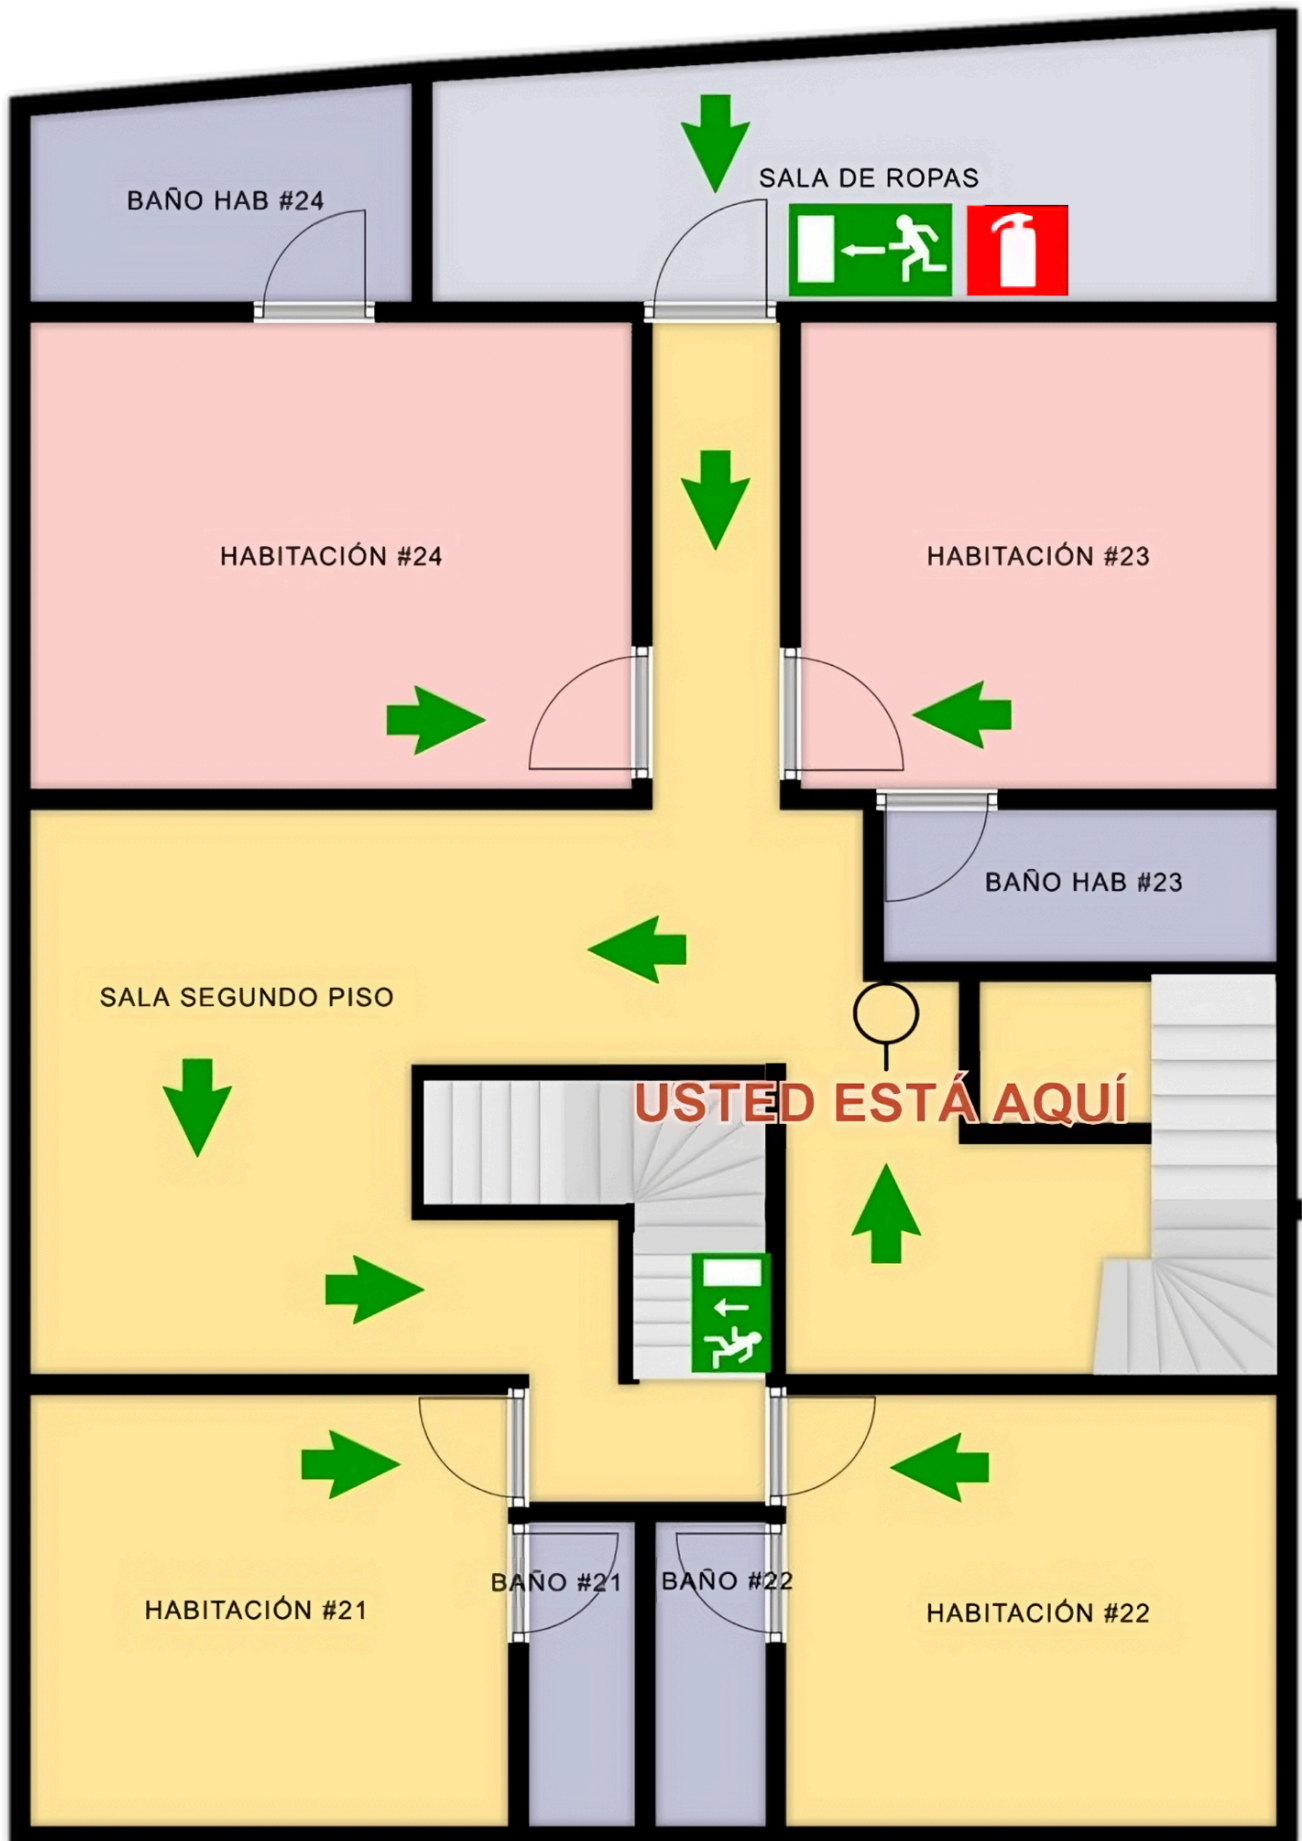 BAÑO HAB #24
SALA DE ROPAS
HABITACIÓN #24
HABITACIÓN #23
BAÑO HAB #23
SALA SEGUNDO PISO
USTED ESTÁ AQUÍ
BAÑO #21
BAÑO #22
HABITACIÓN #21
HABITACIÓN #22